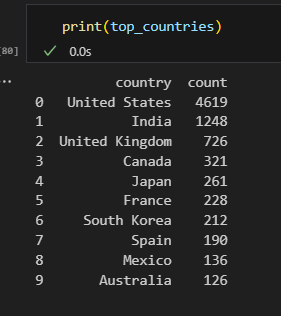 print(top_countries)
[80]
0.0s
...
country count
0 United States 4619
1 India 1248
2 United Kingdom 726
3 Canada 321
4 Japan 261
5 France 228
6 South Korea 212
7 Spain 190
8 Mexico 136
9 Australia 126